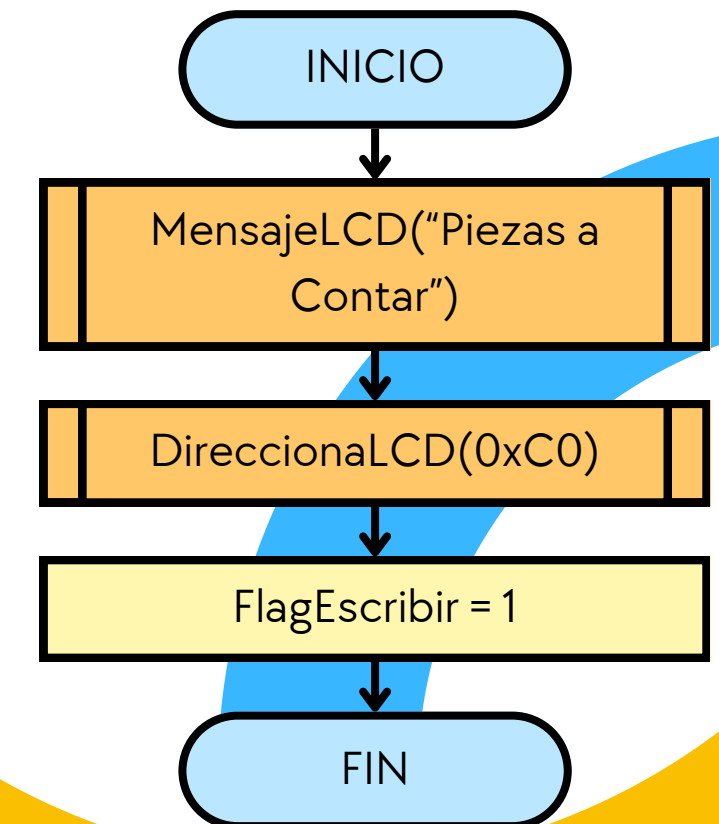 INICIO
MensajeLCD(“Piezas a
Contar”)
DireccionaLCD(0xC0)
FlagEscribir = 1
FIN